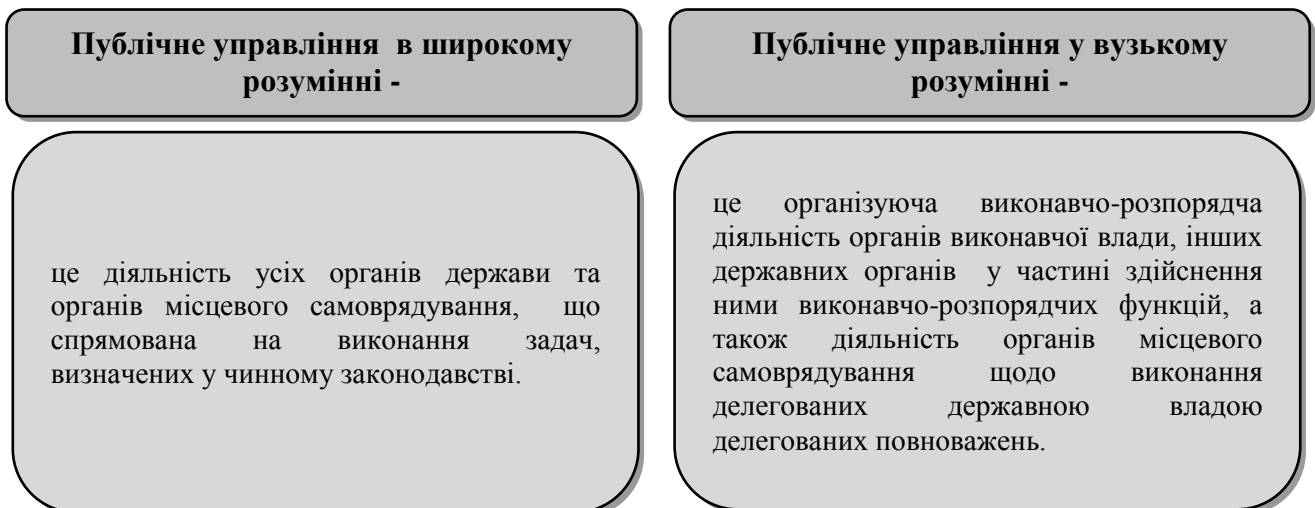 Публічне управління в широкому
розумінні -
це діяльність усіх органів держави та
органів місцевого самоврядування, що
спрямована на виконання задач,
визначених у чинному законодавстві.
Публічне управління у вузькому
розумінні -
це організуюча виконавчо-розпорядча
діяльність органів виконавчої влади, інших
державних органів у частині здійснення
ними виконавчо-розпорядчих функцій, а
також діяльність органів місцевого
самоврядування щодо виконання
делегованих державною владою
делегованих повноважень.